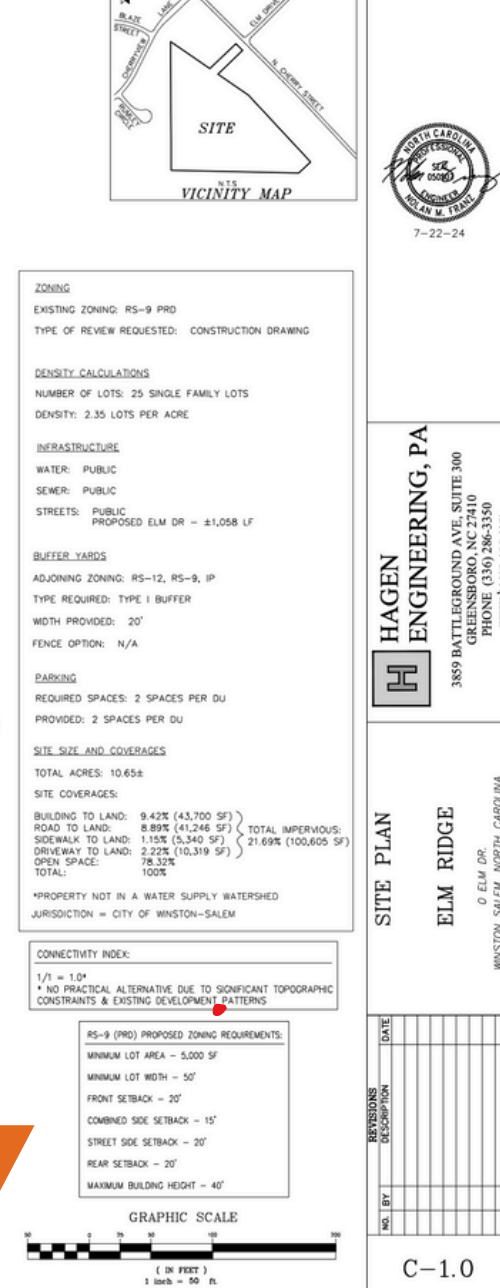 BLAZE
STREET
LANE
ELM DRIVE
CHERRYVIEW
N. CHERRY STREET
RUMLEY
CIRCLE
SITE
N.T.S
VICINITY MAP
NORTH CAROLINA
PROFESSIONAL
SEAL
ENGINEER
NOLAN M. FRANZ
7-22-24
ZONING
EXISTING ZONING: RS-9 PRD
TYPE OF REVIEW REQUESTED: CONSTRUCTION DRAWING
DENSITY CALCULATIONS
NUMBER OF LOTS: 25 SINGLE FAMILY LOTS
DENSITY: 2.35 LOTS PER ACRE
INFRASTRUCTURE
WATER: PUBLIC
SEWER: PUBLIC
STREETS: PUBLIC
PROPOSED ELM DR - ±1,058 LF
BUFFER YARDS
ADJOINING ZONING: RS-12, RS-9, IP
TYPE REQUIRED: TYPE I BUFFER
WIDTH PROVIDED: 20'
FENCE OPTION: N/A
PARKING
REQUIRED SPACES: 2 SPACES PER DU
PROVIDED: 2 SPACES PER DU
SITE SIZE AND COVERAGES
TOTAL ACRES: 10.65±
SITE COVERAGES:
BUILDING TO LAND: 9.42% (43,700 SF)
ROAD TO LAND: 8.89% (41,246 SF)
SIDEWALK TO LAND: 1.15% (5,340 SF)
DRIVEWAY TO LAND: 2.22% (10,319 SF)
TOTAL IMPERVIOUS:
21.69% (100,605 SF)
OPEN SPACE: 78.32%
TOTAL: 100%
*PROPERTY NOT IN A WATER SUPPLY WATERSHED
JURISDICTION = CITY OF WINSTON-SALEM
CONNECTIVITY INDEX:
1/1 = 1.0*
* NO PRACTICAL ALTERNATIVE DUE TO SIGNIFICANT TOPOGRAPHIC
CONSTRAINTS & EXISTING DEVELOPMENT PATTERNS
RS-9 (PRD) PROPOSED ZONING REQUIREMENTS:
MINIMUM LOT AREA - 5,000 SF
MINIMUM LOT WIDTH - 50'
FRONT SETBACK - 20'
COMBINED SIDE SETBACK - 15'
STREET SIDE SETBACK - 20'
REAR SETBACK - 20'
MAXIMUM BUILDING HEIGHT - 40'
GRAPHIC SCALE
50 0 25 50 100 200
( IN FEET )
1 inch = 50 ft.
H
HAGEN
ENGINEERING, PA
3859 BATTLEGROUND AVE, SUITE 300
GREENSBORO, NC 27410
PHONE (336) 286-3350
SITE PLAN
ELM RIDGE
0 ELM DR.
WINSTON SALEM, NORTH CAROLINA
REVISIONS
NO. BY DESCRIPTION DATE
C-1.0